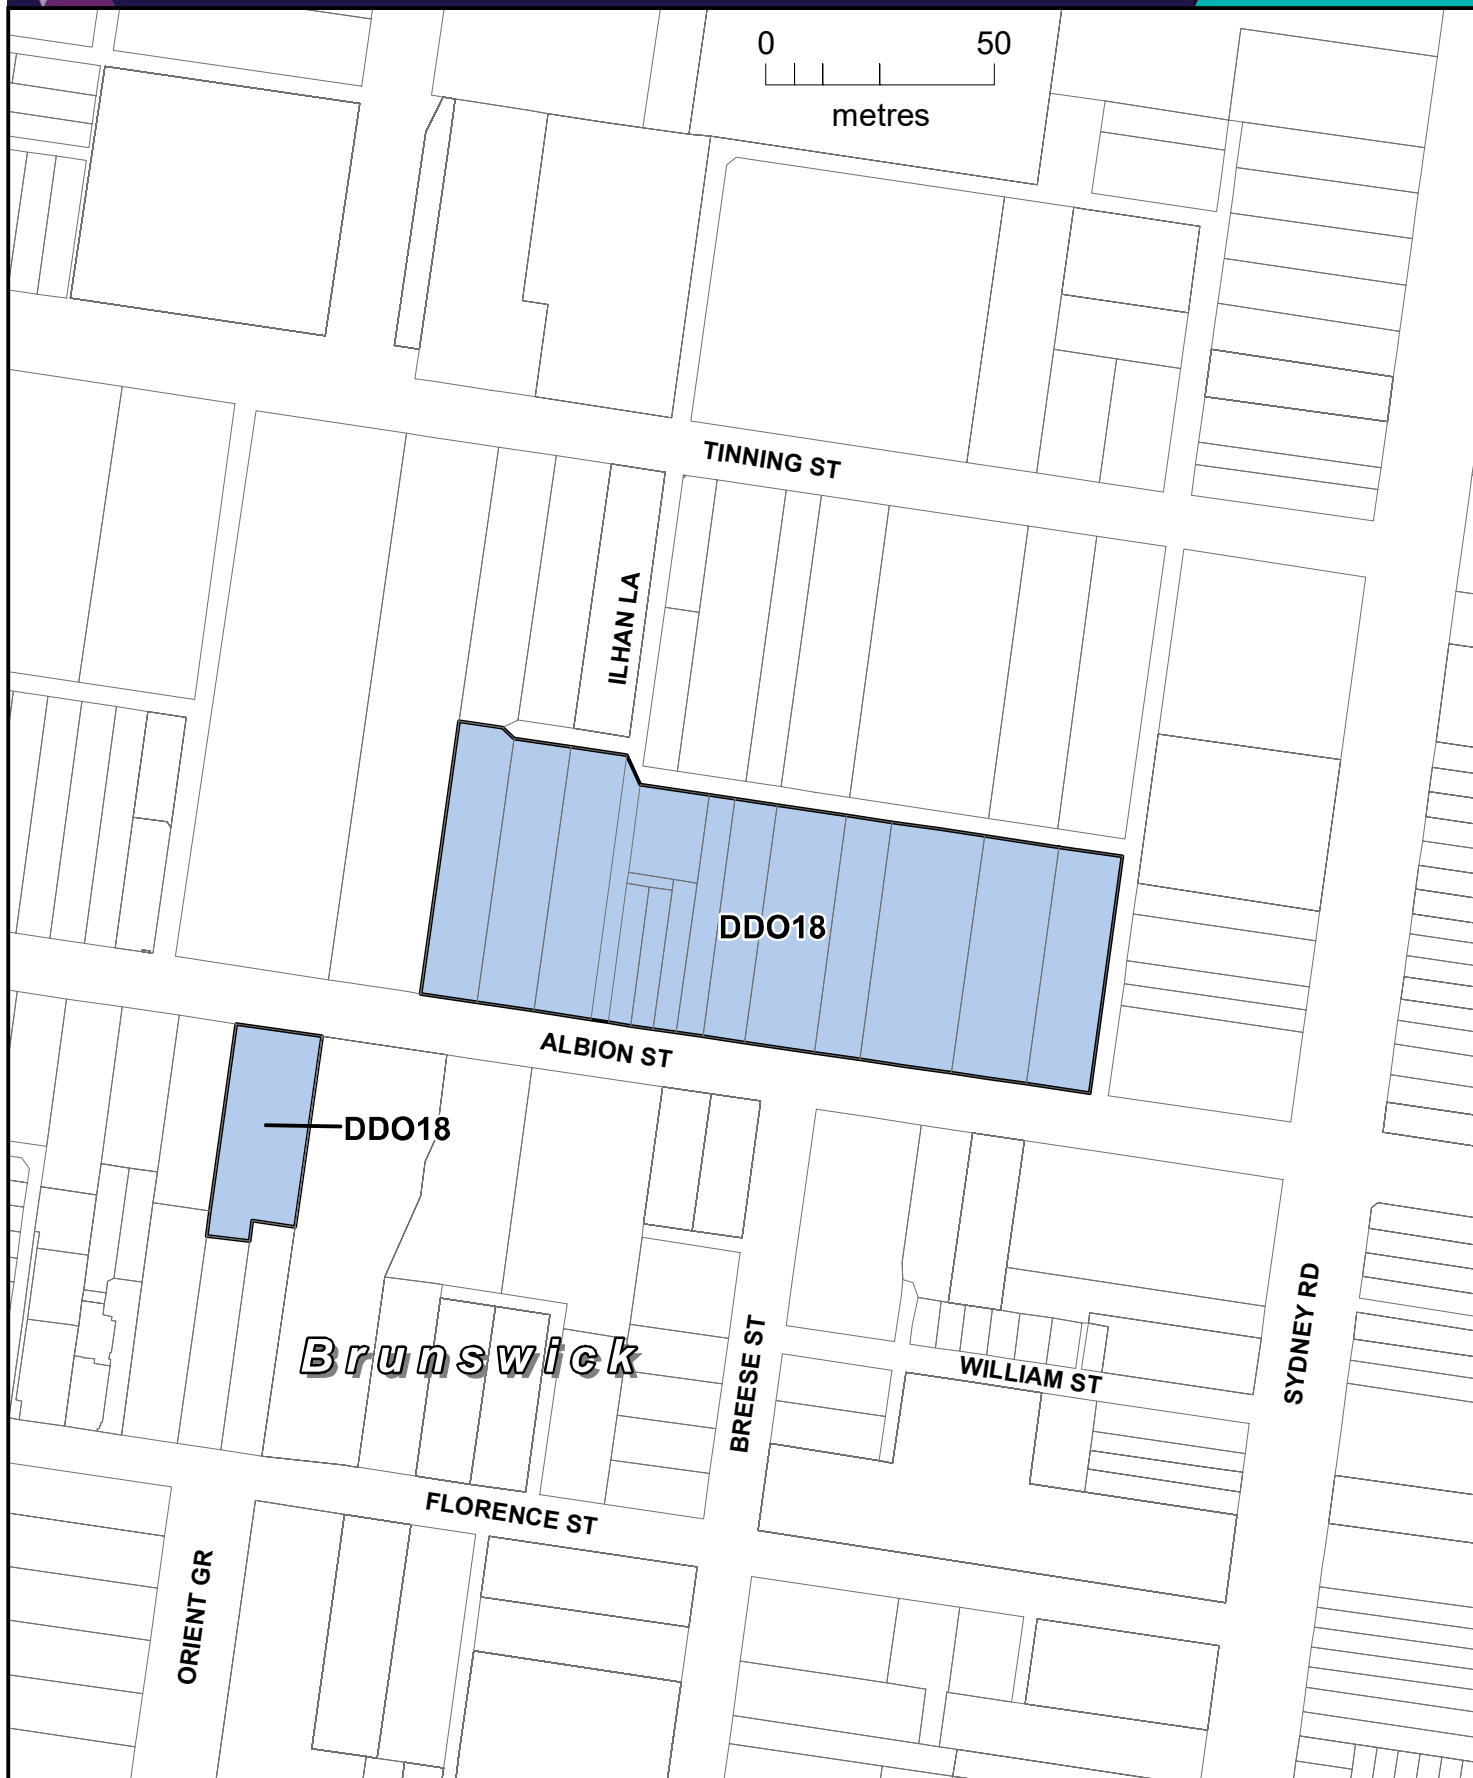 0 50
metres
TINNING ST
ILHAN LA
DDO18
ALBION ST
DDO18
Brunswick
BREESE ST
WILLIAM ST
SYDNEY RD
FLORENCE ST
ORIENT GR